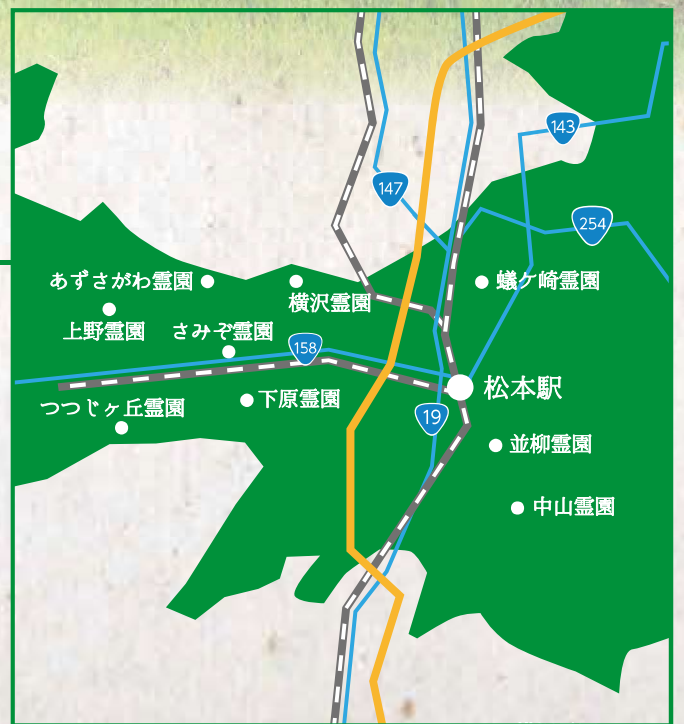 143
147
254
あずさがわ霊園
蟻ケ崎霊園
横沢霊園
上野霊園
さみぞ霊園
158
松本駅
下原霊園
つつじヶ丘霊園
19
並柳霊園
中山霊園